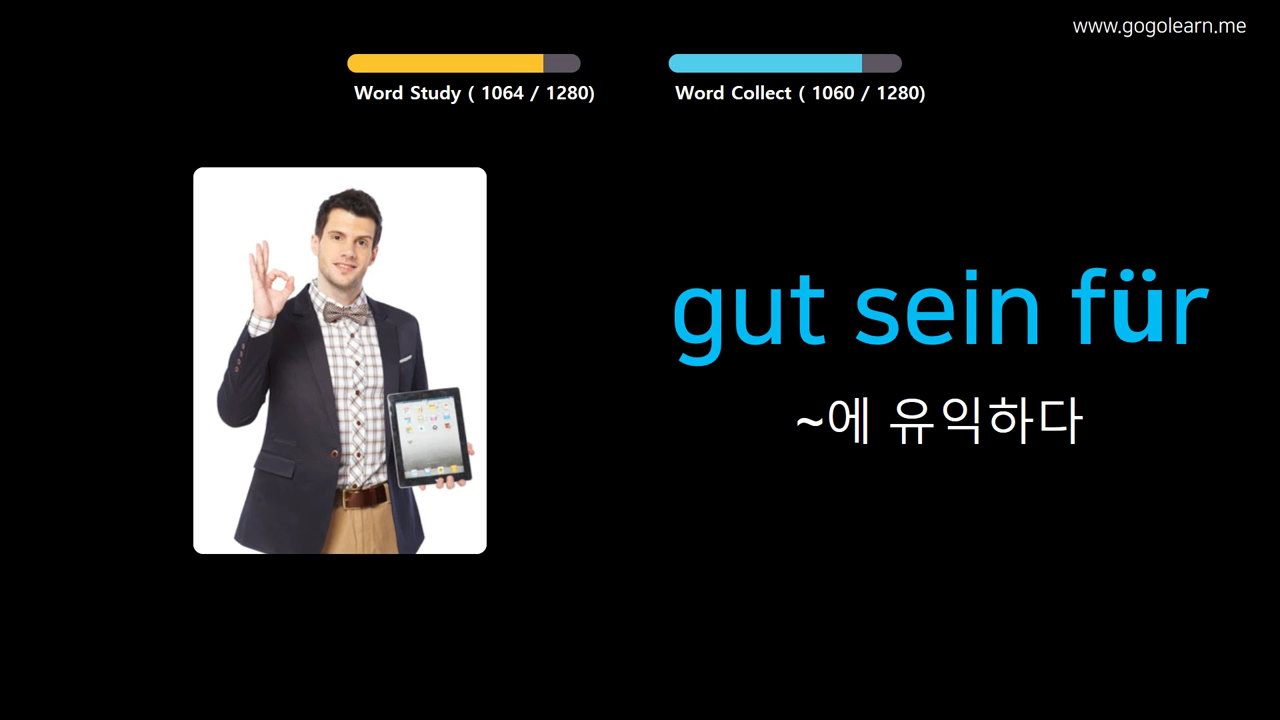 www.gogolearn.me
Word Study ( 1064 / 1280)
Word Collect ( 1060 / 1280)
gut sein für
~에 유익하다